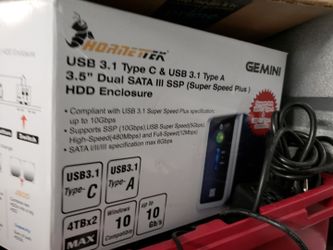 HORNETTEK
GEMINI
USB 3.1 Type C & USB 3.1 Type A
3.5" Dual SATA III SSP (Super Speed Plus)
HDD Enclosure
• Compliant with USB 3.1 Super Speed Plus specification,
up to 10Gbps
• Supports SSP (10Gbps),USB Super Speed(5Gbps),
High-Speed(480Mbps) and Full-Speed(12Mbps)
• SATA I/II/III specification max 6Gbps
USB3.1
Type-C
USB3.1
Type-A
4TBx2
MAX
Windows
10
Compatible
up to
10
Gb/s